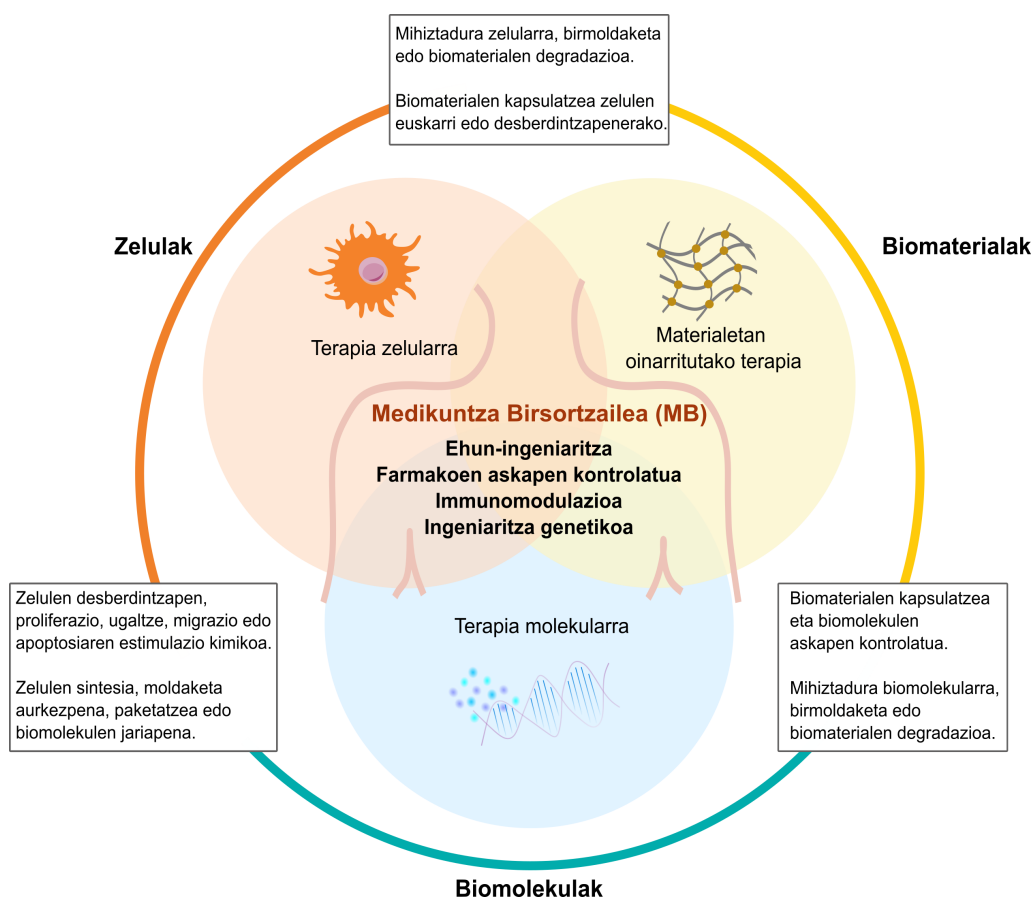 Mihiztadura zelularra, birmoldaketa
edo biomaterialen degradazioa.
Biomaterialen kapsulatzea zelulen
euskarri edo desberdintzapenerako.
Zelulak
Biomaterialak
Terapia zelularra
Materialetan
oinarritutako terapia
Medikuntza Birsortzailea (MB)
Ehun-ingeniaritza
Farmakoen askapen kontrolatua
Immunomodulazioa
Ingeniaritza genetikoa
Zelulen desberdintzapen,
proliferazio, ugaltze, migrazio edo
apoptosiaren estimulazio kimikoa.
Zelulen sintesia, moldaketa
aurkezpena, paketatzea edo
biomolekulen jariapena.
Terapia molekularra
Biomaterialen kapsulatzea
eta biomolekulen
askapen kontrolatua.
Mihiztadura biomolekularra,
birmoldaketa edo
biomaterialen degradazioa.
Biomolekulak